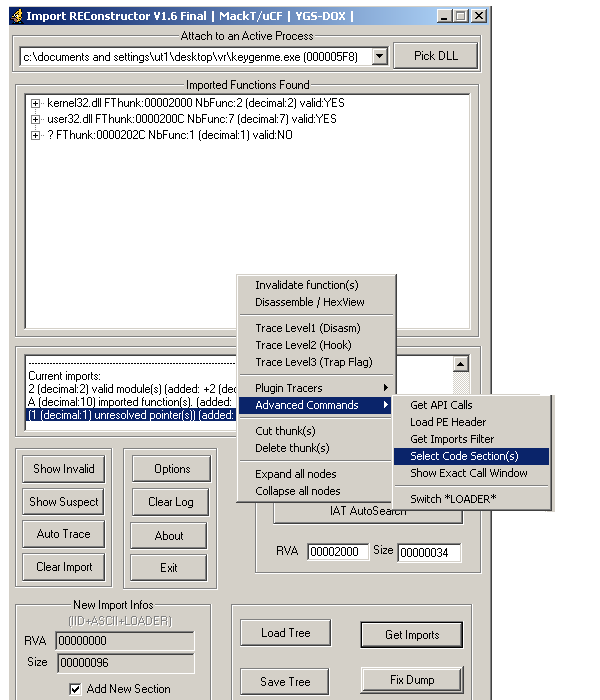 Import REConstructor V1.6 Final | MackT/uCF | YGS-DOX |
Attach to an Active Process
c:\documents and settings\ut1\desktop\vr\keygenme.exe (000005F8)
Pick DLL
Imported Functions Found
kernel32.dll FThunk:00002000 NbFunc:2 (decimal:2) valid:YES
user32.dll FThunk:0000200C NbFunc:7 (decimal:7) valid:YES
? FThunk:0000202C NbFunc:1 (decimal:1) valid:NO
Invalidate function(s)
Disassemble / HexView
Trace Level1 (Disasm)
Trace Level2 (Hook)
Trace Level3 (Trap Flag)
Plugin Tracers
Advanced Commands
Cut thunk(s)
Delete thunk(s)
Expand all nodes
Collapse all nodes
Get API Calls
Load PE Header
Get Imports Filter
Select Code Section(s)
Show Exact Call Window
Switch *LOADER*
Current imports:
2 (decimal:2) valid module(s) (added: +2 (dec
A (decimal:10) imported function(s). (added:
(1 (decimal:1) unresolved pointer(s)) (added:
Show Invalid
Show Suspect
Auto Trace
Clear Import
Options
Clear Log
About
Exit
IAT AutoSearch
RVA 00002000 Size 00000034
New Import Infos
(IID+ASCII+LOADER)
RVA 00000000
Size 00000096
Add New Section
Load Tree
Get Imports
Save Tree
Fix Dump